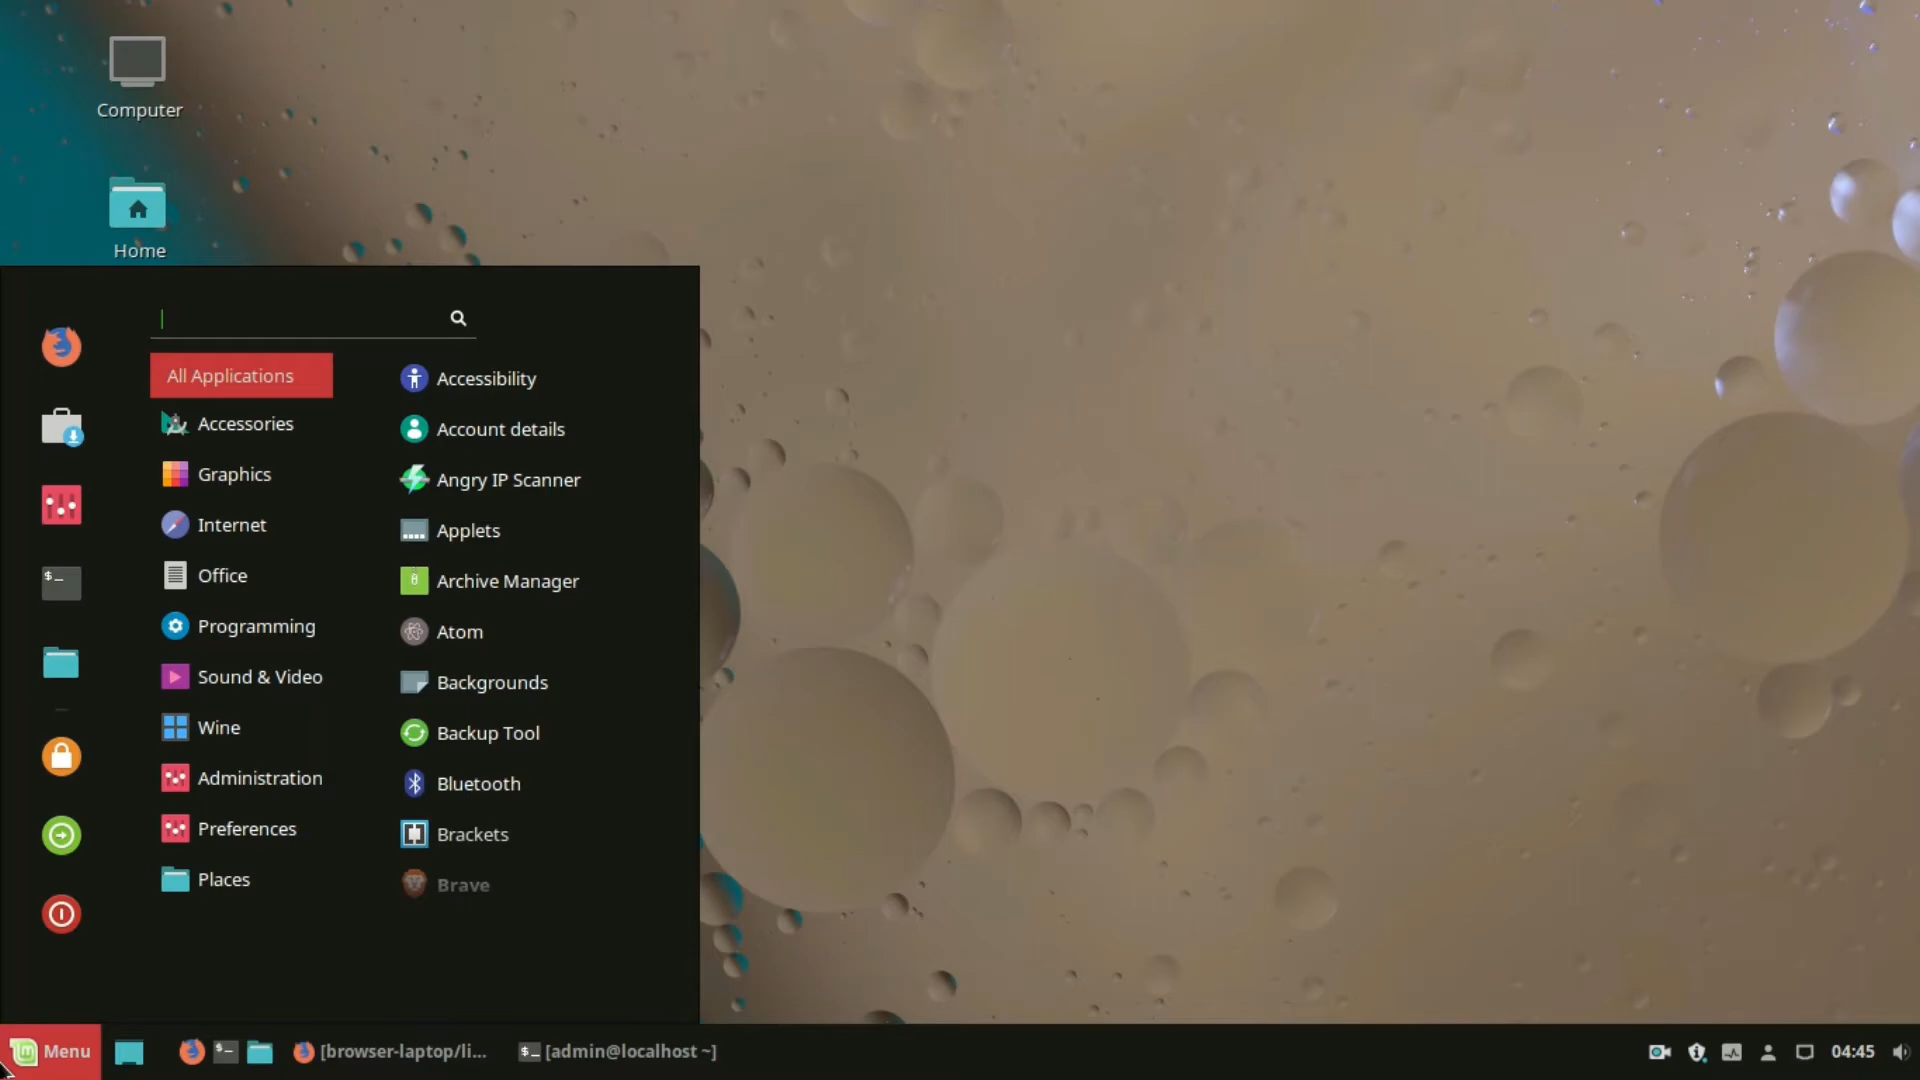 Computer
Home
All Applications
Accessories
Graphics
Internet
Office
Programming
Sound & Video
Wine
Administration
Preferences
Places
Accessibility
Account details
Angry IP Scanner
Applets
Archive Manager
Atom
Backgrounds
Backup Tool
Bluetooth
Brackets
Brave
Menu
[browser-laptop/li...
[admin@localhost ~]
04:45